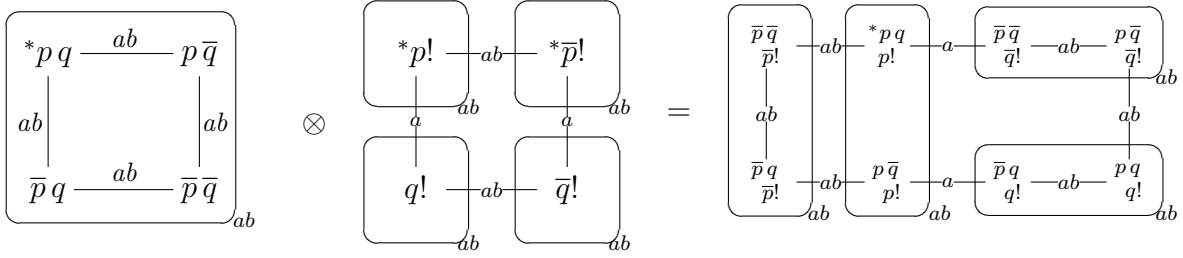 *p q ab p q̅
ab ab
p̅ q ab p̅ q̅
ab
⊗
*p! ab *p̅!
ab ab
a a
q! ab q̅!
ab ab
=
p̅ q̅ p̅! ab *p q p! a p̅ q̅ q̅! ab p q̅ q̅!
ab
ab ab
p̅ q p̅! ab p q̅ p! a p̅ q q! ab p q q!
ab ab ab